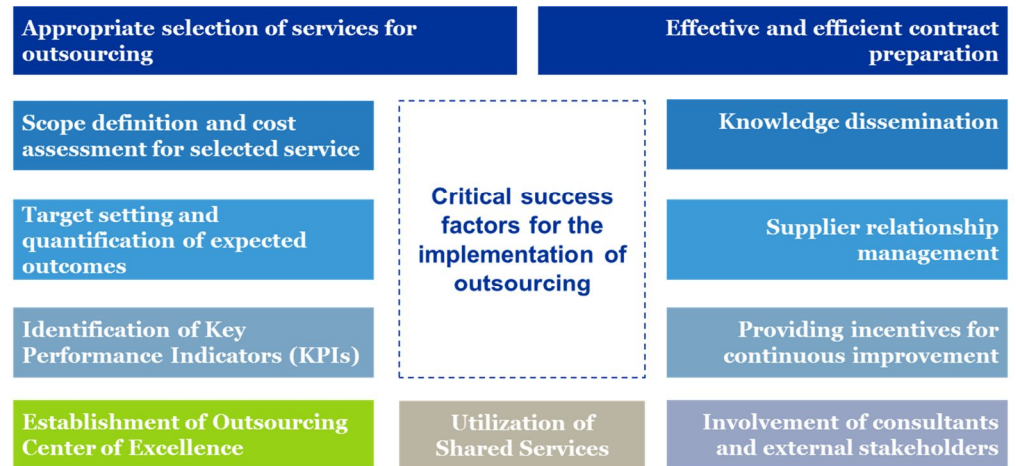 Appropriate selection of services for
outsourcing
Effective and efficient contract
preparation
Scope definition and cost
assessment for selected service
Knowledge dissemination
Critical success
factors for the
implementation of
outsourcing
Target setting and
quantification of expected
outcomes
Supplier relationship
management
Identification of Key
Performance Indicators (KPIs)
Providing incentives for
continuous improvement
Establishment of Outsourcing
Center of Excellence
Utilization of
Shared Services
Involvement of consultants
and external stakeholders